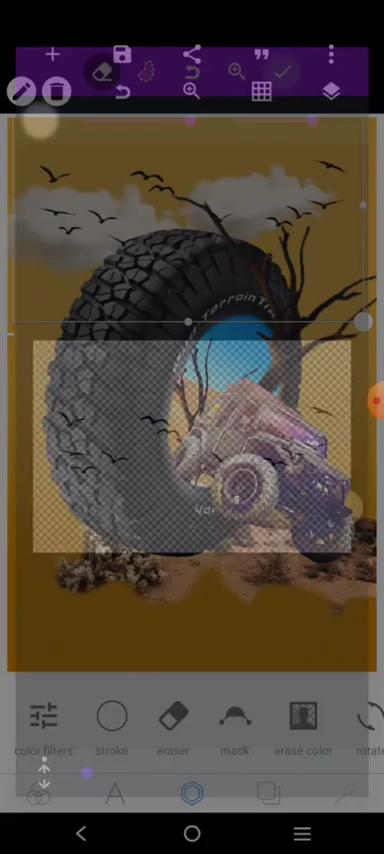 Terrain T
color filters
stroke
eraser
mask
erase color
rotate
A